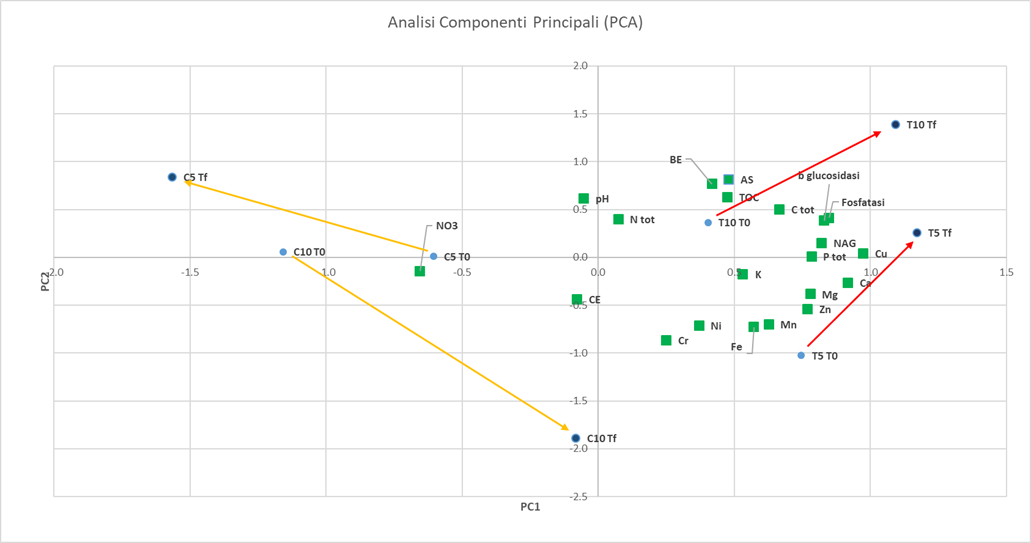 Analisi Componenti Principali (PCA)
2.0
1.5
T10 Tf
1.0
BE
AS
b glucosidasi
C5 Tf
TOC
Fosfatasi
pH
C tot
0.5
N tot
T10 T0
NO3
T5 Tf
NAG
C10 T0
C5 T0
0.0
P tot
Cu
-2.0
-1.5
-1.0
-0.5
0.0
0.5
1.0
1.5
K
Ca
PC2
Mg
CE
-0.5
Zn
Ni
Mn
Cr
Fe
-1.0
T5 T0
-1.5
C10 Tf
-2.0
-2.5
PC1